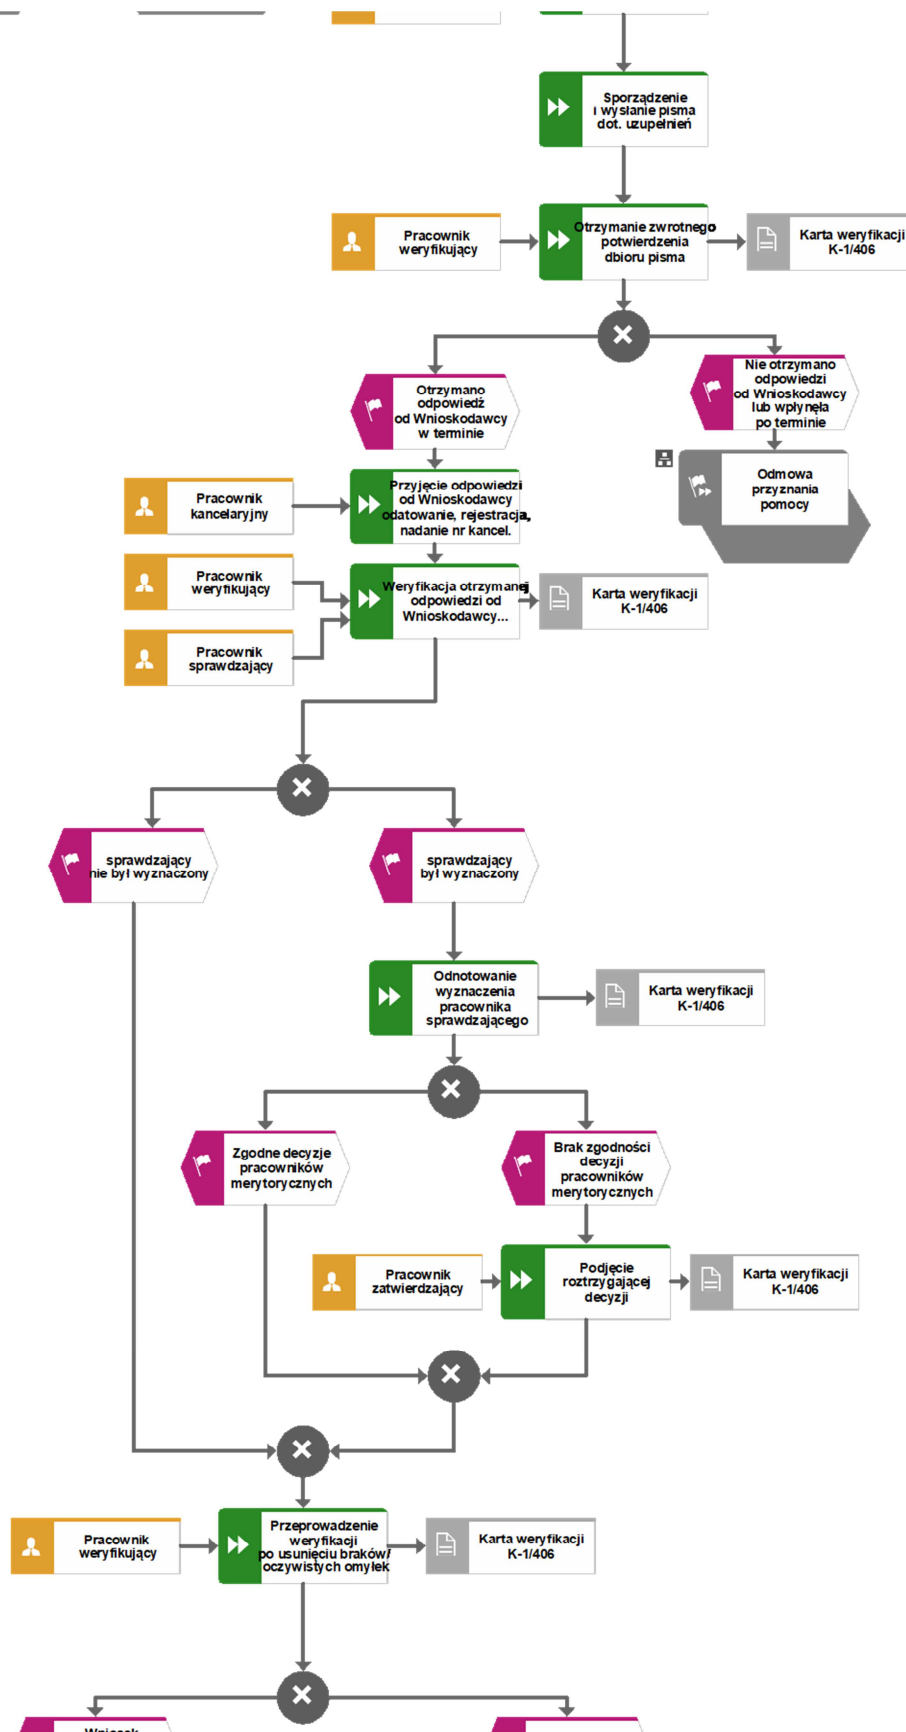 Sporządzenie
i wysłanie pisma
dot. uzupełnień
Pracownik
weryfikujący
Otrzymanie zwrotnego
potwierdzenia
dbioru pisma
Karta weryfikacji
K-1/406
Otrzymano
odpowiedź
od Wnioskodawcy
w terminie
Nie otrzymano
odpowiedzi
od Wnioskodawcy
lub wpłynęła
po terminie
Odmowa
przyznania
pomocy
Pracownik
kancelaryjny
Przyjęcie odpowiedzi
od Wnioskodawcy
odatowanie, rejestracja,
nadanie nr kancel.
Pracownik
weryfikujący
Weryfikacja otrzymanej
odpowiedzi od
Wnioskodawcy...
Karta weryfikacji
K-1/406
Pracownik
sprawdzający
sprawdzający
nie był wyznaczony
sprawdzający
był wyznaczony
Odnotowanie
wyznaczenia
pracownika
sprawdzającego
Karta weryfikacji
K-1/406
Zgodne decyzje
pracowników
merytorycznych
Brak zgodności
decyzji
pracowników
merytorycznych
Pracownik
zatwierdzający
Podjęcie
roztrzygającej
decyzji
Karta weryfikacji
K-1/406
Pracownik
weryfikujący
Przeprowadzenie
weryfikacji
po usunięciu braków/
oczywistych omyłek
Karta weryfikacji
K-1/406
Wniosek